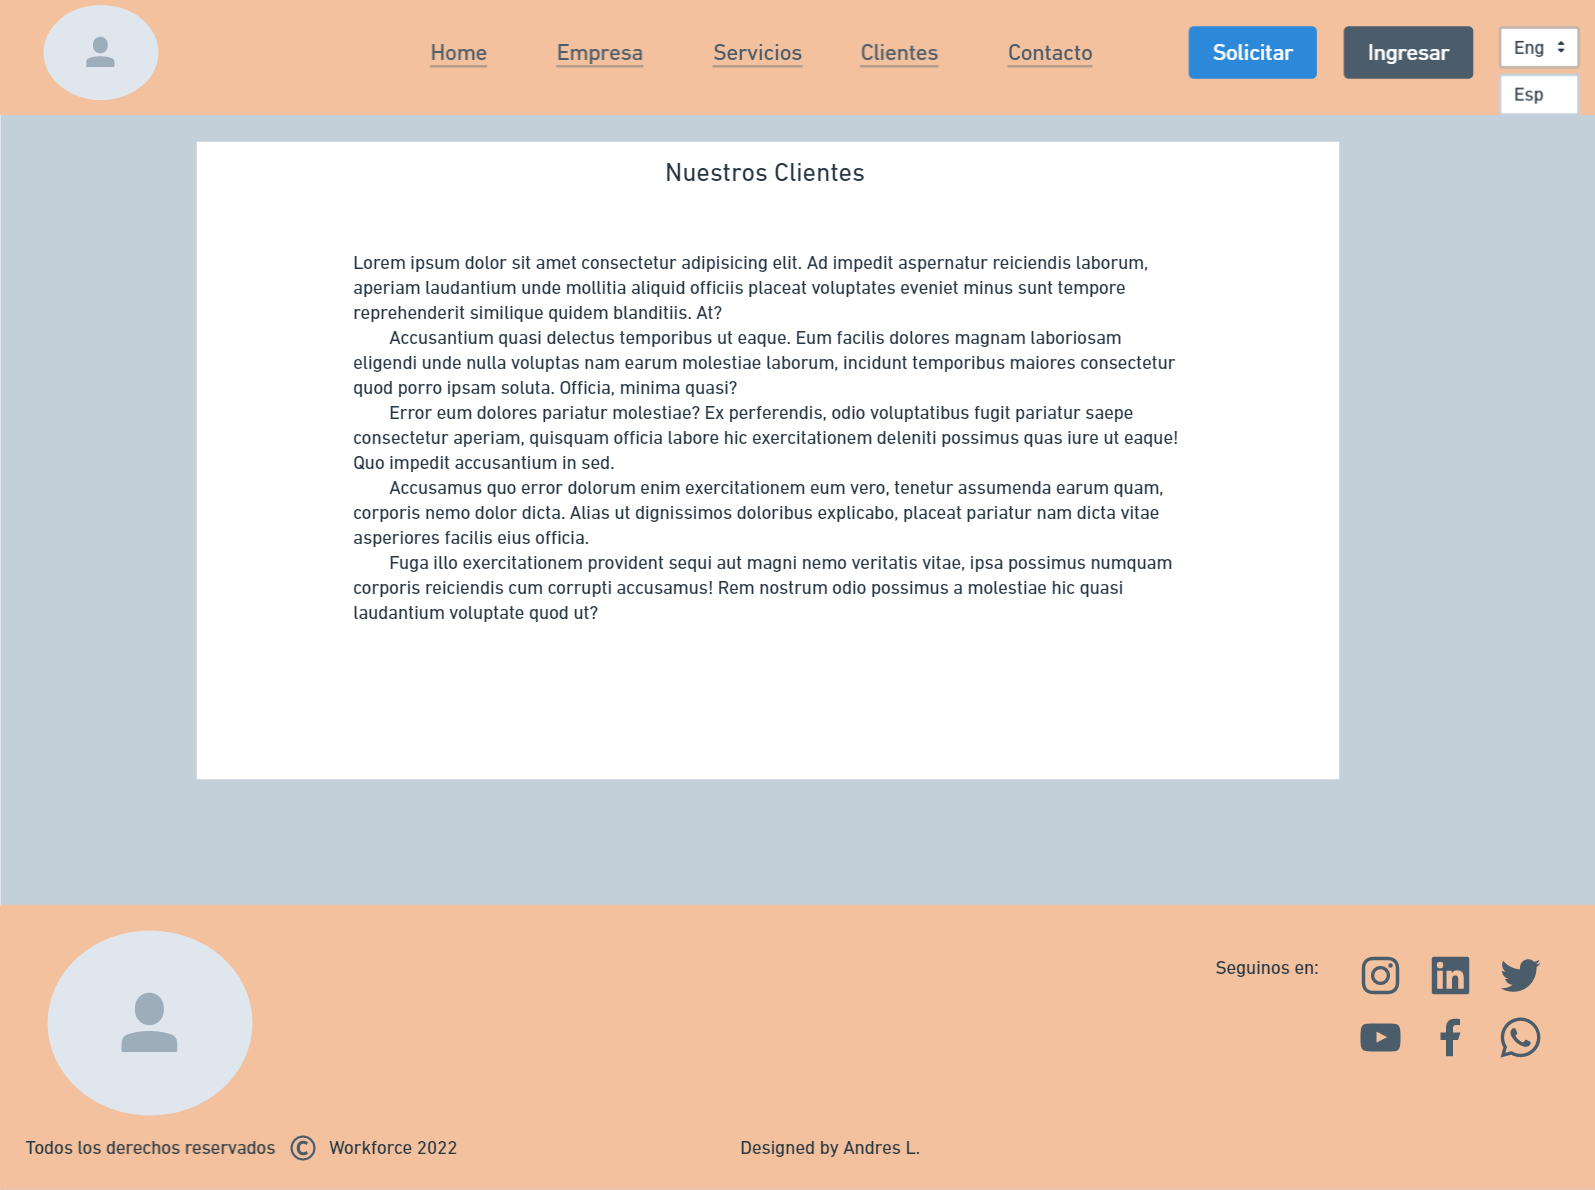 Home Empresa Servicios Clientes Contacto Solicitar Ingresar Eng
Esp
Nuestros Clientes
Lorem ipsum dolor sit amet consectetur adipisicing elit. Ad impedit aspernatur reiciendis laborum,
aperiam laudantium unde mollitia aliquid officiis placeat voluptates eveniet minus sunt tempore
reprehenderit similique quidem blanditiis. At?
Accusantium quasi delectus temporibus ut eaque. Eum facilis dolores magnam laboriosam
eligendi unde nulla voluptas nam earum molestiae laborum, incidunt temporibus maiores consectetur
quod porro ipsam soluta. Officia, minima quasi?
Error eum dolores pariatur molestiae? Ex perferendis, odio voluptatibus fugit pariatur saepe
consectetur aperiam, quisquam officia labore hic exercitationem deleniti possimus quas iure ut eaque!
Quo impedit accusantium in sed.
Accusamus quo error dolorum enim exercitationem eum vero, tenetur assumenda earum quam,
corporis nemo dolor dicta. Alias ut dignissimos doloribus explicabo, placeat pariatur nam dicta vitae
asperiores facilis eius officia.
Fuga illo exercitationem provident sequi aut magni nemo veritatis vitae, ipsa possimus numquam
corporis reiciendis cum corrupti accusamus! Rem nostrum odio possimus a molestiae hic quasi
laudantium voluptate quod ut?
Seguinos en:
Todos los derechos reservados © Workforce 2022 Designed by Andres L.